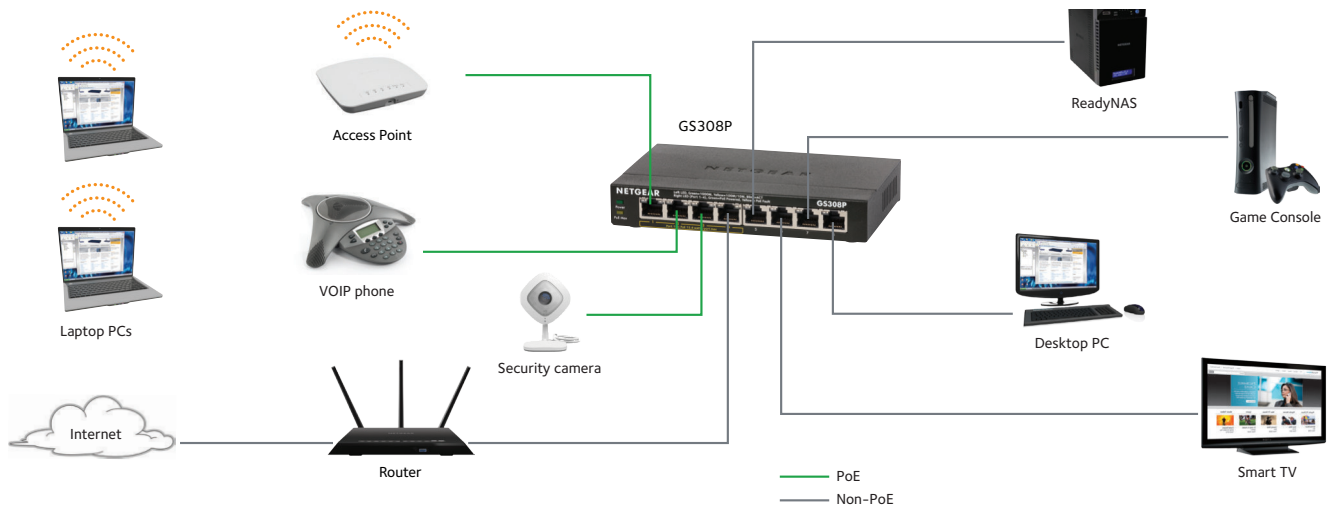 ReadyNAS
Access Point
GS308P
NETGEAR
NETGEAR
GS308P
Game Console
VOIP phone
Laptop PCs
Desktop PC
Security camera
Internet
Router
Smart TV
PoE
Non-PoE